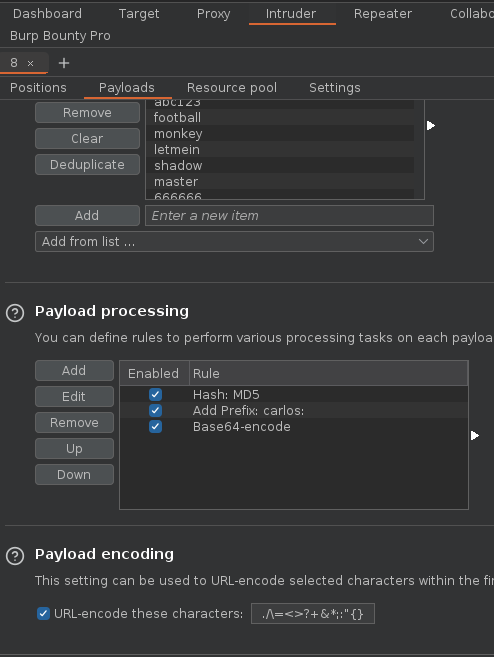 Dashboard Target Proxy Intruder Repeater Collabo
Burp Bounty Pro
8 × +
Positions Payloads Resource pool Settings
abc123
Remove
football
monkey
Clear
letmein
Deduplicate
shadow
master
666666
Add Enter a new item
Add from list ...
? Payload processing
You can define rules to perform various processing tasks on each payloa
Add Enabled Rule
Edit Hash: MD5
Add Prefix: carlos:
Remove Base64-encode
Up
Down
? Payload encoding
This setting can be used to URL-encode selected characters within the fir
URL-encode these characters: ./\=<>?+&*;:"{}